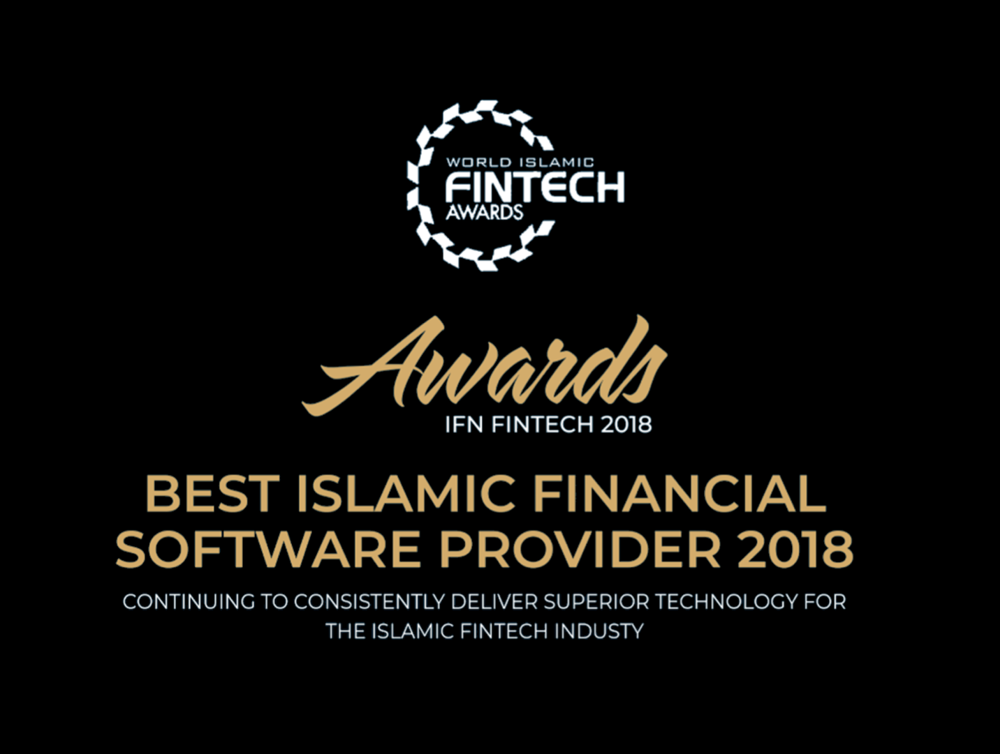 WORLD ISLAMIC
FINTECH
AWARDS
Awards
IFN FINTECH 2018
BEST ISLAMIC FINANCIAL
SOFTWARE PROVIDER 2018
CONTINUING TO CONSISTENTLY DELIVER SUPERIOR TECHNOLOGY FOR
THE ISLAMIC FINTECH INDUSTY